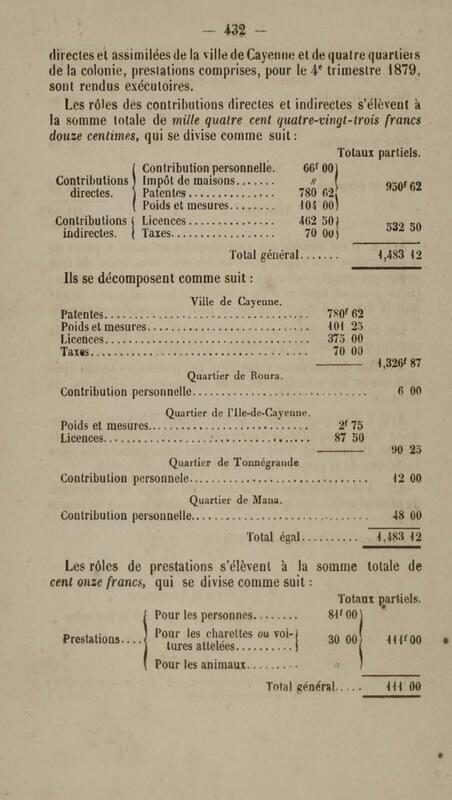 — 432 —
directes et assimilées de la ville de Cayenne et de quatre quartiers
de la colonie, prestations comprises, pour le 4e trimestre 1879,
sont rendus exécutoires.
Les rôles des contributions directes et indirectes s'élèvent à
la somme totale de mille quatre cent quatre-vingt-trois francs
douze centimes, qui se divise comme suit :
Totaux partiels.
Contributions directes. { Contribution personnelle. 66f 00
Impôt de maisons....... "
Patentes............... 780 62
Poids et mesures........ 104 00 } 950f 62
Contributions indirectes. { Licences............... 462 50
Taxes.................. 70 00 } 532 50
Total général....... 1,483 12
Ils se décomposent comme suit :
Ville de Cayenne.
Patentes........................ 780f 62
Poids et mesures........................ 101 25
Licences........................ 375 00
Taxes........................ 70 00
1,326f 87
Quartier de Roura.
Contribution personnelle........................ 6 00
Quartier de l'Ile-de-Cayenne.
Poids et mesures........................ 2f 75
Licences........................ 87 50
90 25
Quartier de Tonnégrande
Contribution personnele........................ 12 00
Quartier de Mana.
Contribution personnelle........................ 48 00
Total égal.......... 1,483 12
Les rôles de prestations s'élèvent à la somme totale de
cent onze francs, qui se divise comme suit :
Totaux partiels.
Prestations.... { Pour les personnes........ 81f 00
Pour les charettes ou voi-
tures attelées.......... } 30 00 } 111f 00
Pour les animaux......... "
Total général..... 111 00